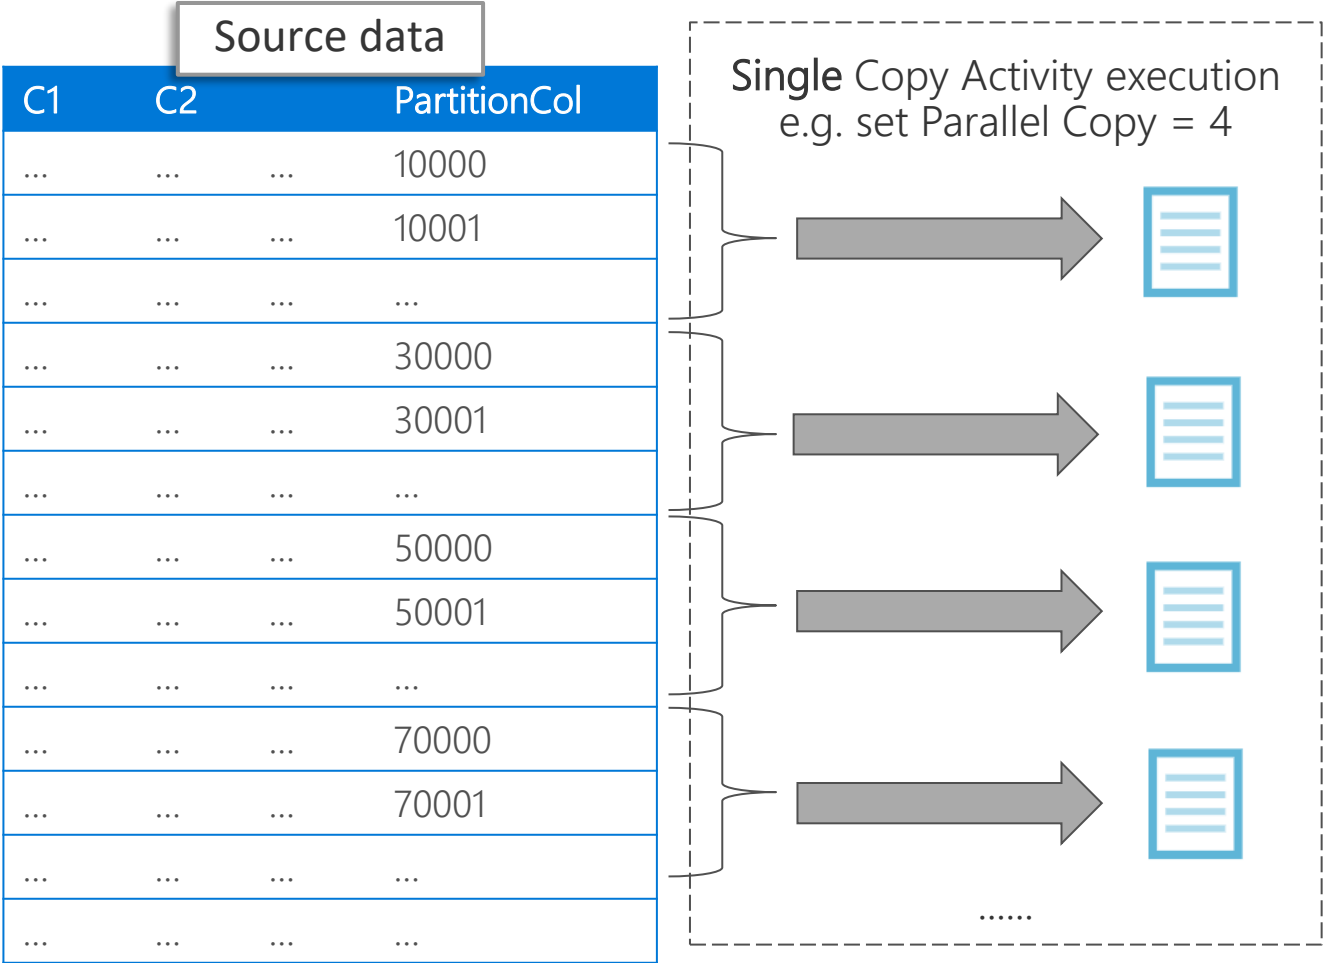 Source data
C1 C2 PartitionCol
... ... ... 10000
... ... ... 10001
... ... ... ...
... ... ... 30000
... ... ... 30001
... ... ... ...
... ... ... 50000
... ... ... 50001
... ... ... ...
... ... ... 70000
... ... ... 70001
... ... ... ...
... ... ... ...
Single Copy Activity execution
e.g. set Parallel Copy = 4
......